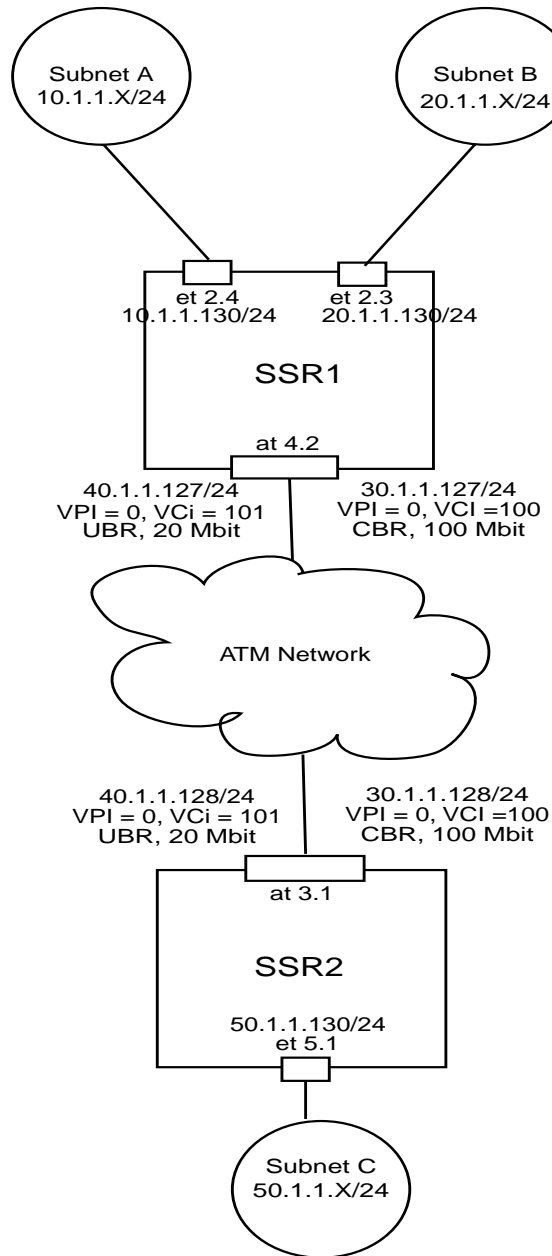 Subnet A
10.1.1.X/24
Subnet B
20.1.1.X/24
et 2.4
10.1.1.130/24
et 2.3
20.1.1.130/24
SSR1
at 4.2
40.1.1.127/24
VPI = 0, VCi = 101
UBR, 20 Mbit
30.1.1.127/24
VPI = 0, VCI =100
CBR, 100 Mbit
ATM Network
40.1.1.128/24
VPI = 0, VCi = 101
UBR, 20 Mbit
30.1.1.128/24
VPI = 0, VCI =100
CBR, 100 Mbit
at 3.1
SSR2
50.1.1.130/24
et 5.1
Subnet C
50.1.1.X/24